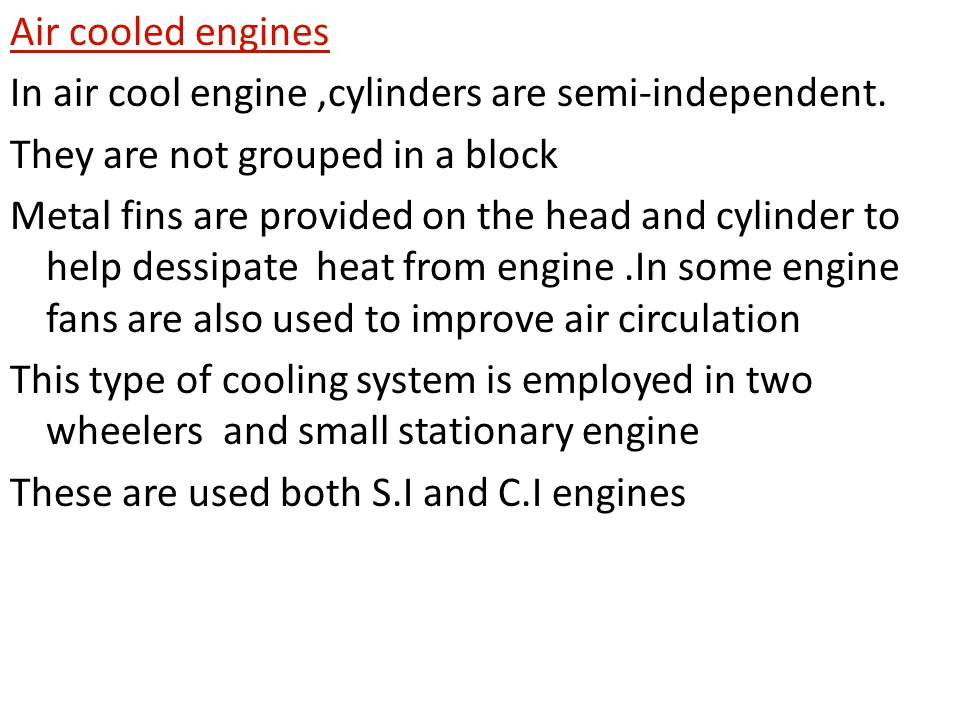 Air cooled engines
In air cool engine ,cylinders are semi-independent.
They are not grouped in a block
Metal fins are provided on the head and cylinder to
help dessipate  heat from engine .In some engine
fans are also used to improve air circulation
This type of cooling system is employed in two
wheelers  and small stationary engine
These are used both S.I and C.I engines